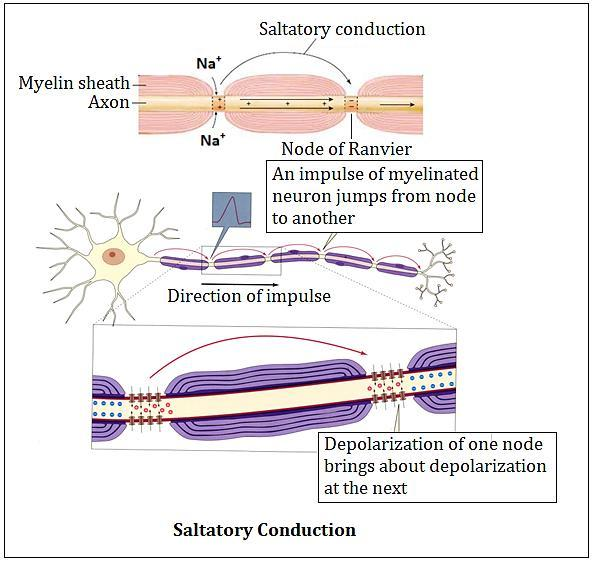 Saltatory conduction
Na+
Myelin sheath
Axon
+ + + +
+ −
Na+
Node of Ranvier
An impulse of myelinated
neuron jumps from node
to another
Direction of impulse
Depolarization of one node
brings about depolarization
at the next
Saltatory Conduction